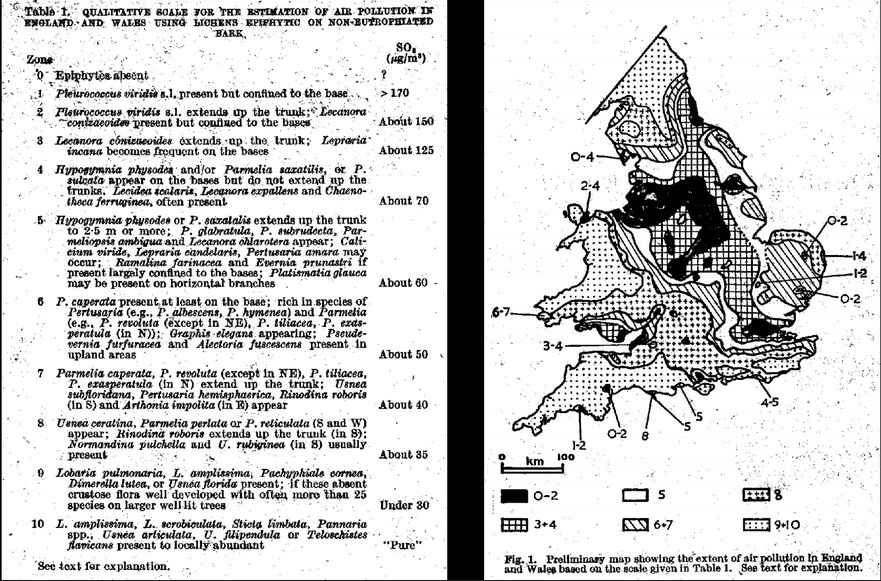 Table 1. QUALITATIVE SCALE FOR THE ESTIMATION OF AIR POLLUTION IN
ENGLAND AND WALES USING LICHENS EPIPHYTIC ON NON-EUTROPHIATED
BARK
Zone
SO₂
(μg/m³)
0 Epiphytes absent ?
1 Pleurococcus viridis s.l. present but confined to the base >170
2 Pleurococcus viridis s.l. extends up the trunk; Lecanora
conizaeoides present but confined to the bases About 150
3 Lecanora conizaeoides extends up the trunk; Lepraria
incana becomes frequent on the bases About 125
4 Hypogymnia physodes and/or Parmelia saxatilis, or P.
sulcata appear on the bases but do not extend up the
trunks. Lecidea scalaris, Lecanora expallens and Chaeno-
theca ferruginea, often present About 70
5 Hypogymnia physodes or P. saxatalis extends up the trunk
to 2·5 m or more; P. glabratula, P. subrudecta, Par-
meliopsis ambigua and Lecanora chlarotera appear; Cali-
cium viride, Lepraria candelaris, Pertusaria amara may
occur; Ramalina farinacea and Evernia prunastri if
present largely confined to the bases; Platismatia glauca
may be present on horizontal branches About 60
6 P. caperata present at least on the base; rich in species of
Pertusaria (e.g., P. albescens, P. hymenea) and Parmelia
(e.g., P. revoluta (except in NE), P. tiliacea, P. exas-
peratula (in N)); Graphis elegans appearing; Pseude-
vernia furfuracea and Alectoria fuscescens present in
upland areas About 50
7 Parmelia caperata, P. revoluta (except in NE), P. tiliacea,
P. exasperatula (in N) extend up the trunk; Usnea
subfloridana, Pertusaria hemisphaerica, Rinodina roboris
(in S) and Arthonia impolita (in E) appear About 40
8 Usnea ceratina, Parmelia perlata or P. reticulata (S and W)
appear; Rinodina roboris extends up the trunk (in S);
Normandina pulchella and U. rubiginea (in S) usually
present About 35
9 Lobaria pulmonaria, L. amplissima, Pachyphiale cornea,
Dimerella lutea, or Usnea florida present; if these absent
crustose flora well developed with often more than 25
species on larger well lit trees Under 30
10 L. amplissima, L. scrobiculata, Sticta limbata, Pannaria
spp., Usnea articulata, U. filipendula or Teloschistes
flavicans present to locally abundant "Pure"
See text for explanation.
0-4
2-4
0-2
1-4
1-2
0-2
6-7
3-4
4-5
5
5
8
0-2
1-2
0 km 100
0-2 5 8
3+4 6+7 9+10
Fig. 1. Preliminary map showing the extent of air pollution in England
and Wales based on the scale given in Table 1. See text for explanation.